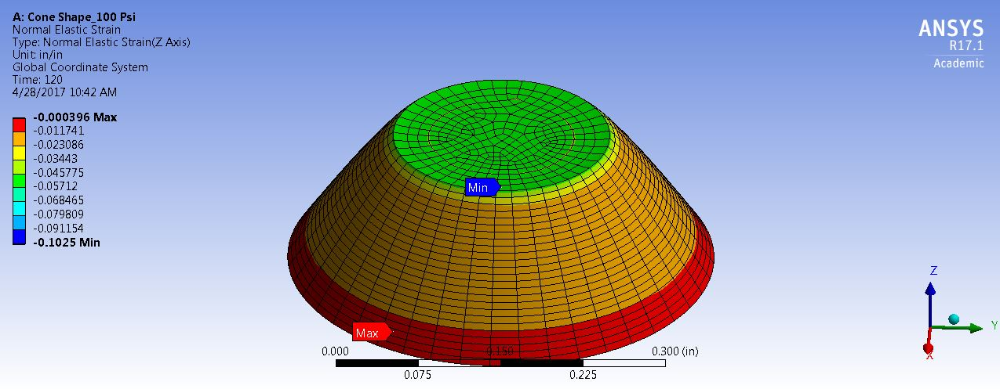 A: Cone Shape_100 Psi
Normal Elastic Strain
Type: Normal Elastic Strain(Z Axis)
Unit: in/in
Global Coordinate System
Time: 120
4/28/2017 10:42 AM
-0.000396 Max
-0.011741
-0.023086
-0.03443
-0.045775
-0.05712
-0.068465
-0.079809
-0.091154
-0.1025 Min
ANSYS
R17.1
Academic
Min
Max
0.000 0.150 0.300 (in)
0.075 0.225
Z
Y
X